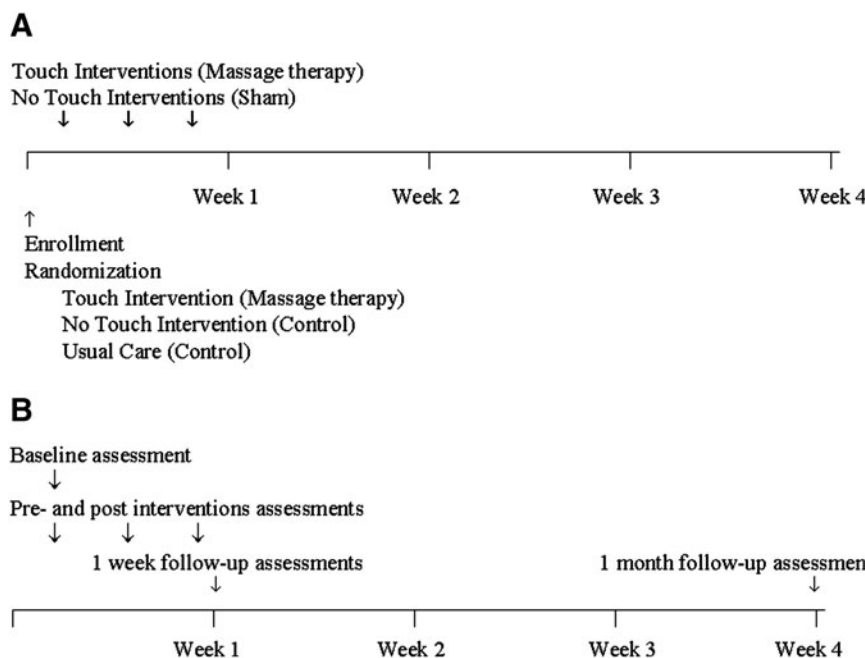 A
Touch Interventions (Massage therapy)
No Touch Interventions (Sham)
Week 1 Week 2 Week 3 Week 4
Enrollment
Randomization
Touch Intervention (Massage therapy)
No Touch Intervention (Control)
Usual Care (Control)
B
Baseline assessment
Pre- and post interventions assessments
1 week follow-up assessments 1 month follow-up assessmen
Week 1 Week 2 Week 3 Week 4